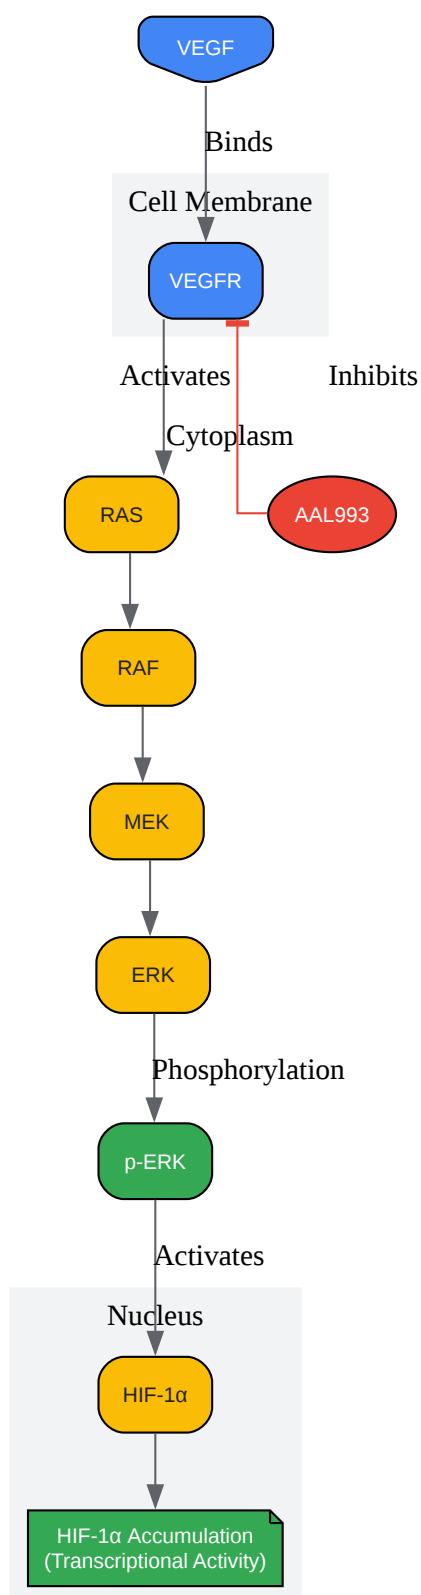 VEGF
Binds
Cell Membrane
VEGFR
Activates
Inhibits
Cytoplasm
RAS
AAL993
RAF
MEK
ERK
Phosphorylation
p-ERK
Activates
Nucleus
HIF-1α
HIF-1α Accumulation
(Transcriptional Activity)